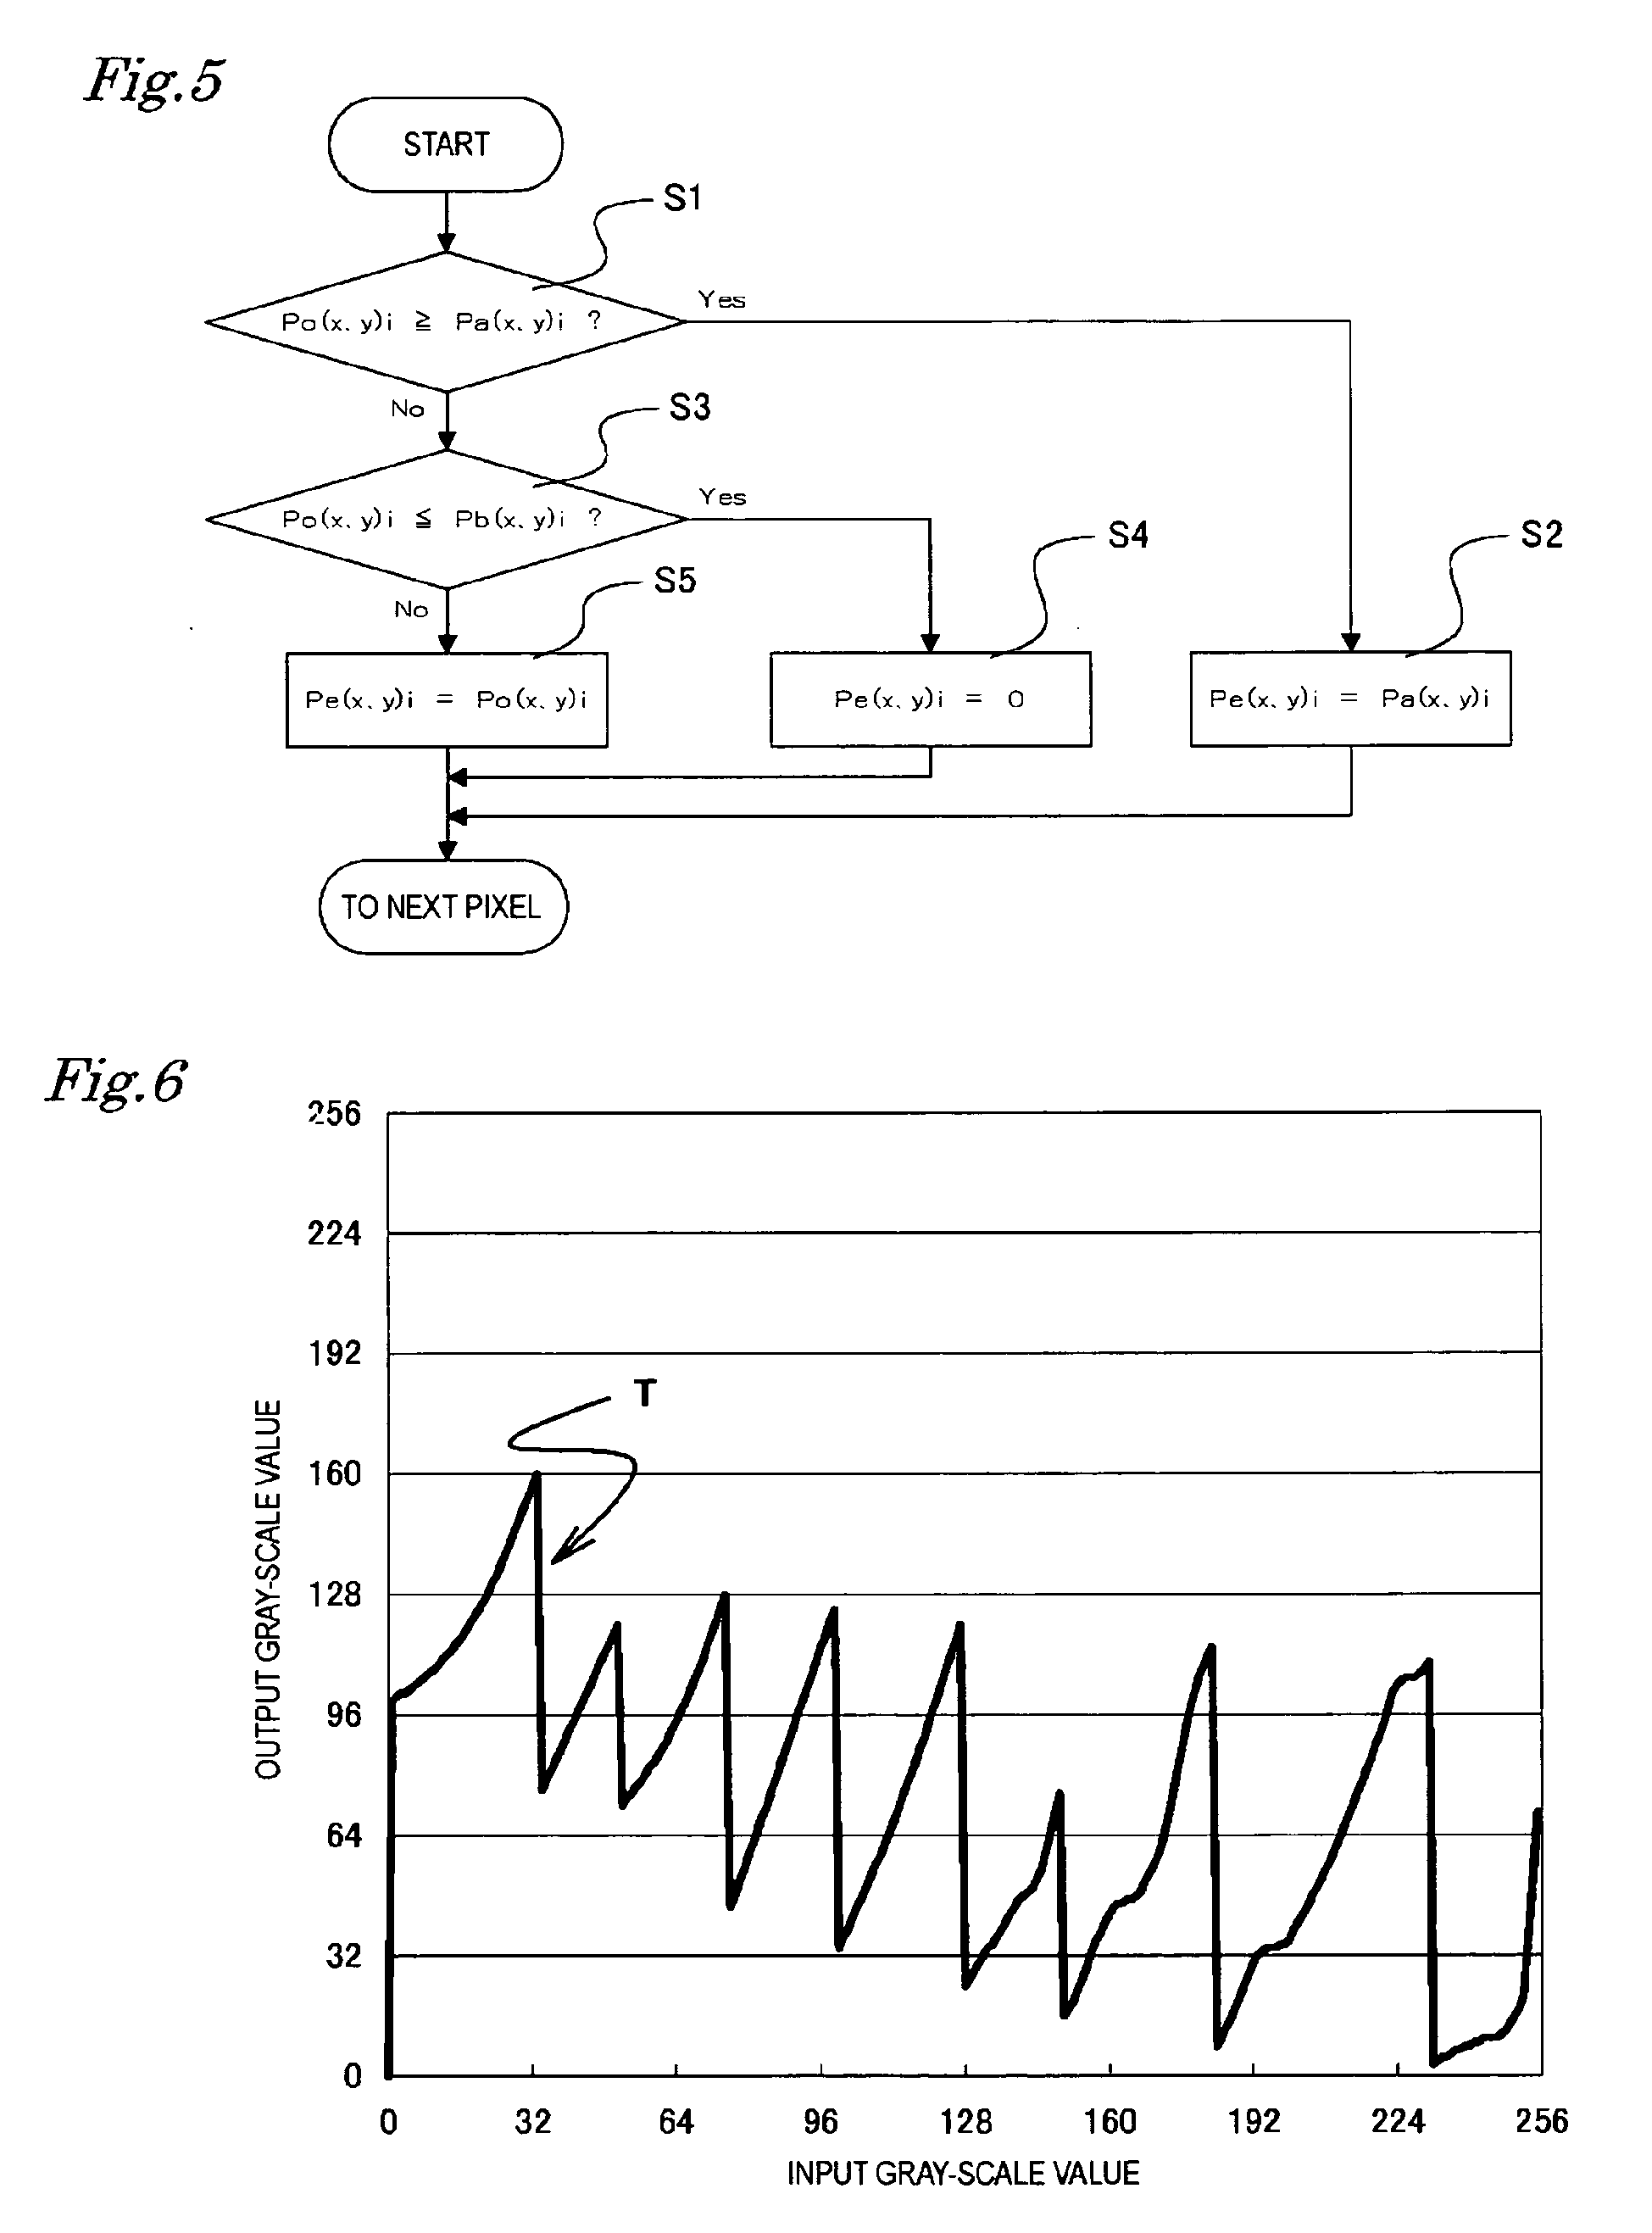 Fig.5
START
S1
Po(x、y)i ≧ Pa(x、y)i ?
Yes
No
S3
Po(x、y)i ≦ Pb(x、y)i ?
Yes
No
S5
S4
S2
Pe(x、y)i = Po(x、y)i
Pe(x、y)i = 0
Pe(x、y)i = Pa(x、y)i
TO NEXT PIXEL
Fig.6
256
224
192
160
128
96
64
32
0
OUTPUT GRAY-SCALE VALUE
T
0 32 64 96 128 160 192 224 256
INPUT GRAY-SCALE VALUE